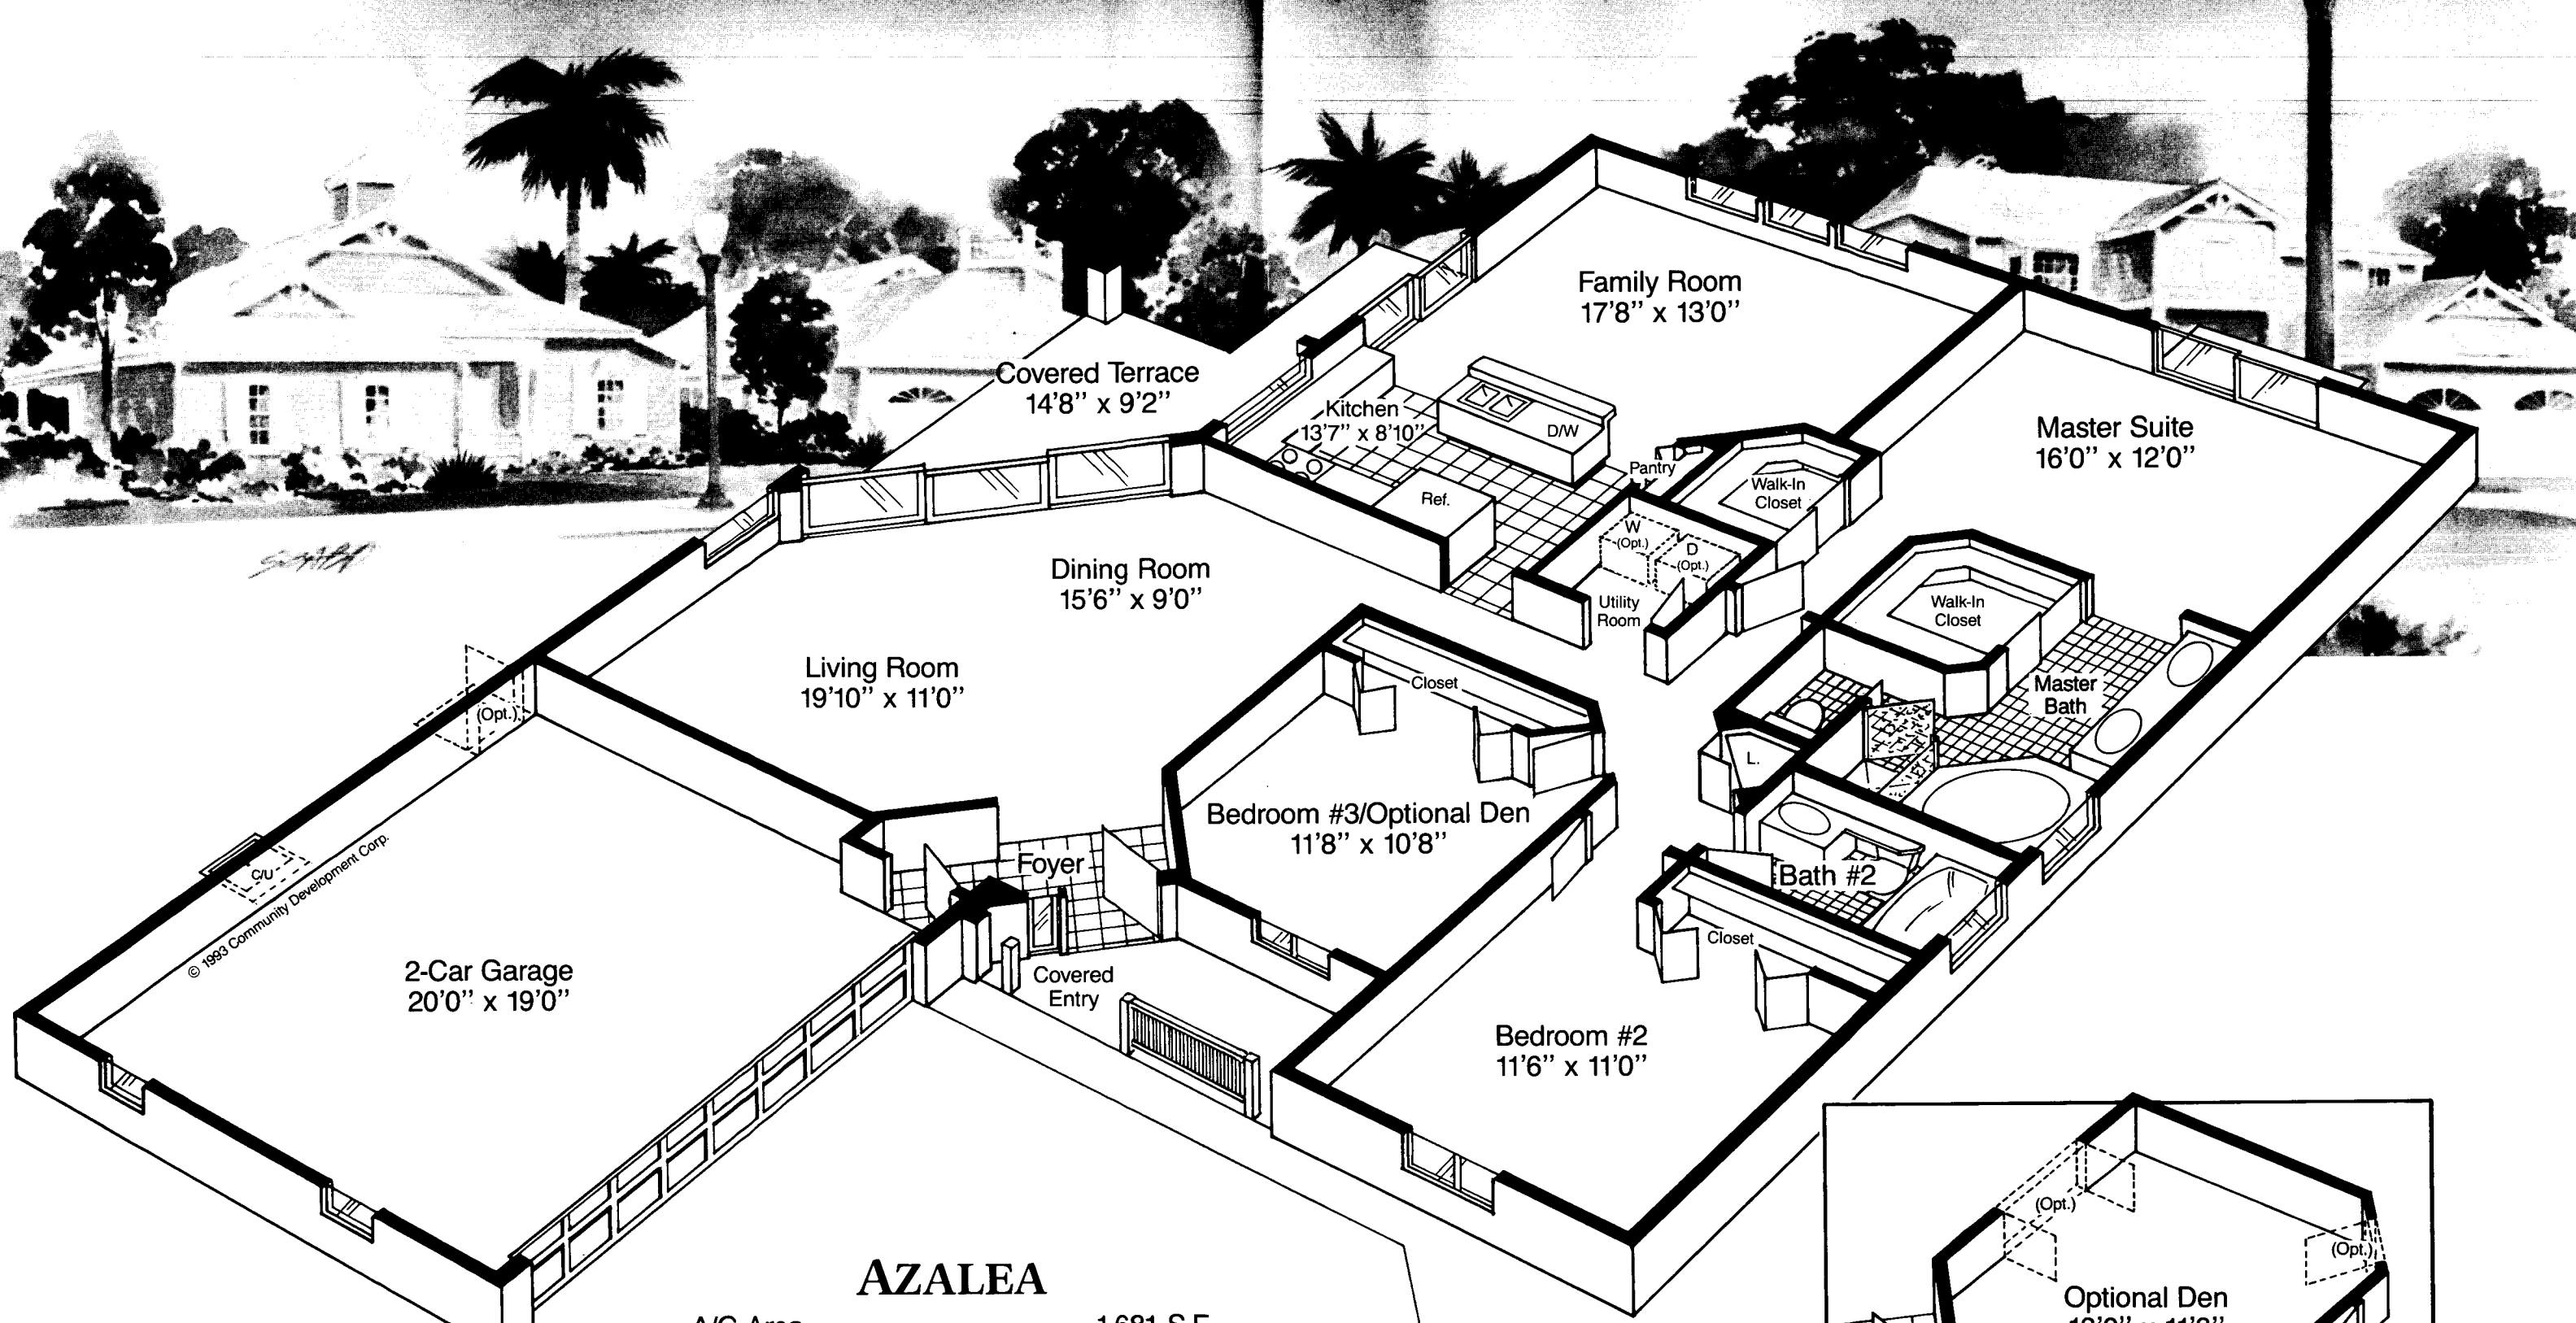 Family Room
17'8" x 13'0"
Covered Terrace
14'8" x 9'2"
Kitchen
13'7" x 8'10"
D/W
Master Suite
16'0" x 12'0"
Pantry
Walk-In
Closet
Ref.
W
(Opt.)
D
(Opt.)
Utility
Room
Dining Room
15'6" x 9'0"
Walk-In
Closet
Living Room
19'10" x 11'0"
Closet
Master
Bath
(Opt.)
L.
Bedroom #3/Optional Den
11'8" x 10'8"
Foyer
C/U
© 1993 Community Development Corp.
Bath #2
Closet
2-Car Garage
20'0" x 19'0"
Covered
Entry
Bedroom #2
11'6" x 11'0"
(Opt.)
(Opt.)
AZALEA
Optional Den
A/C Area 1,681 S.F.